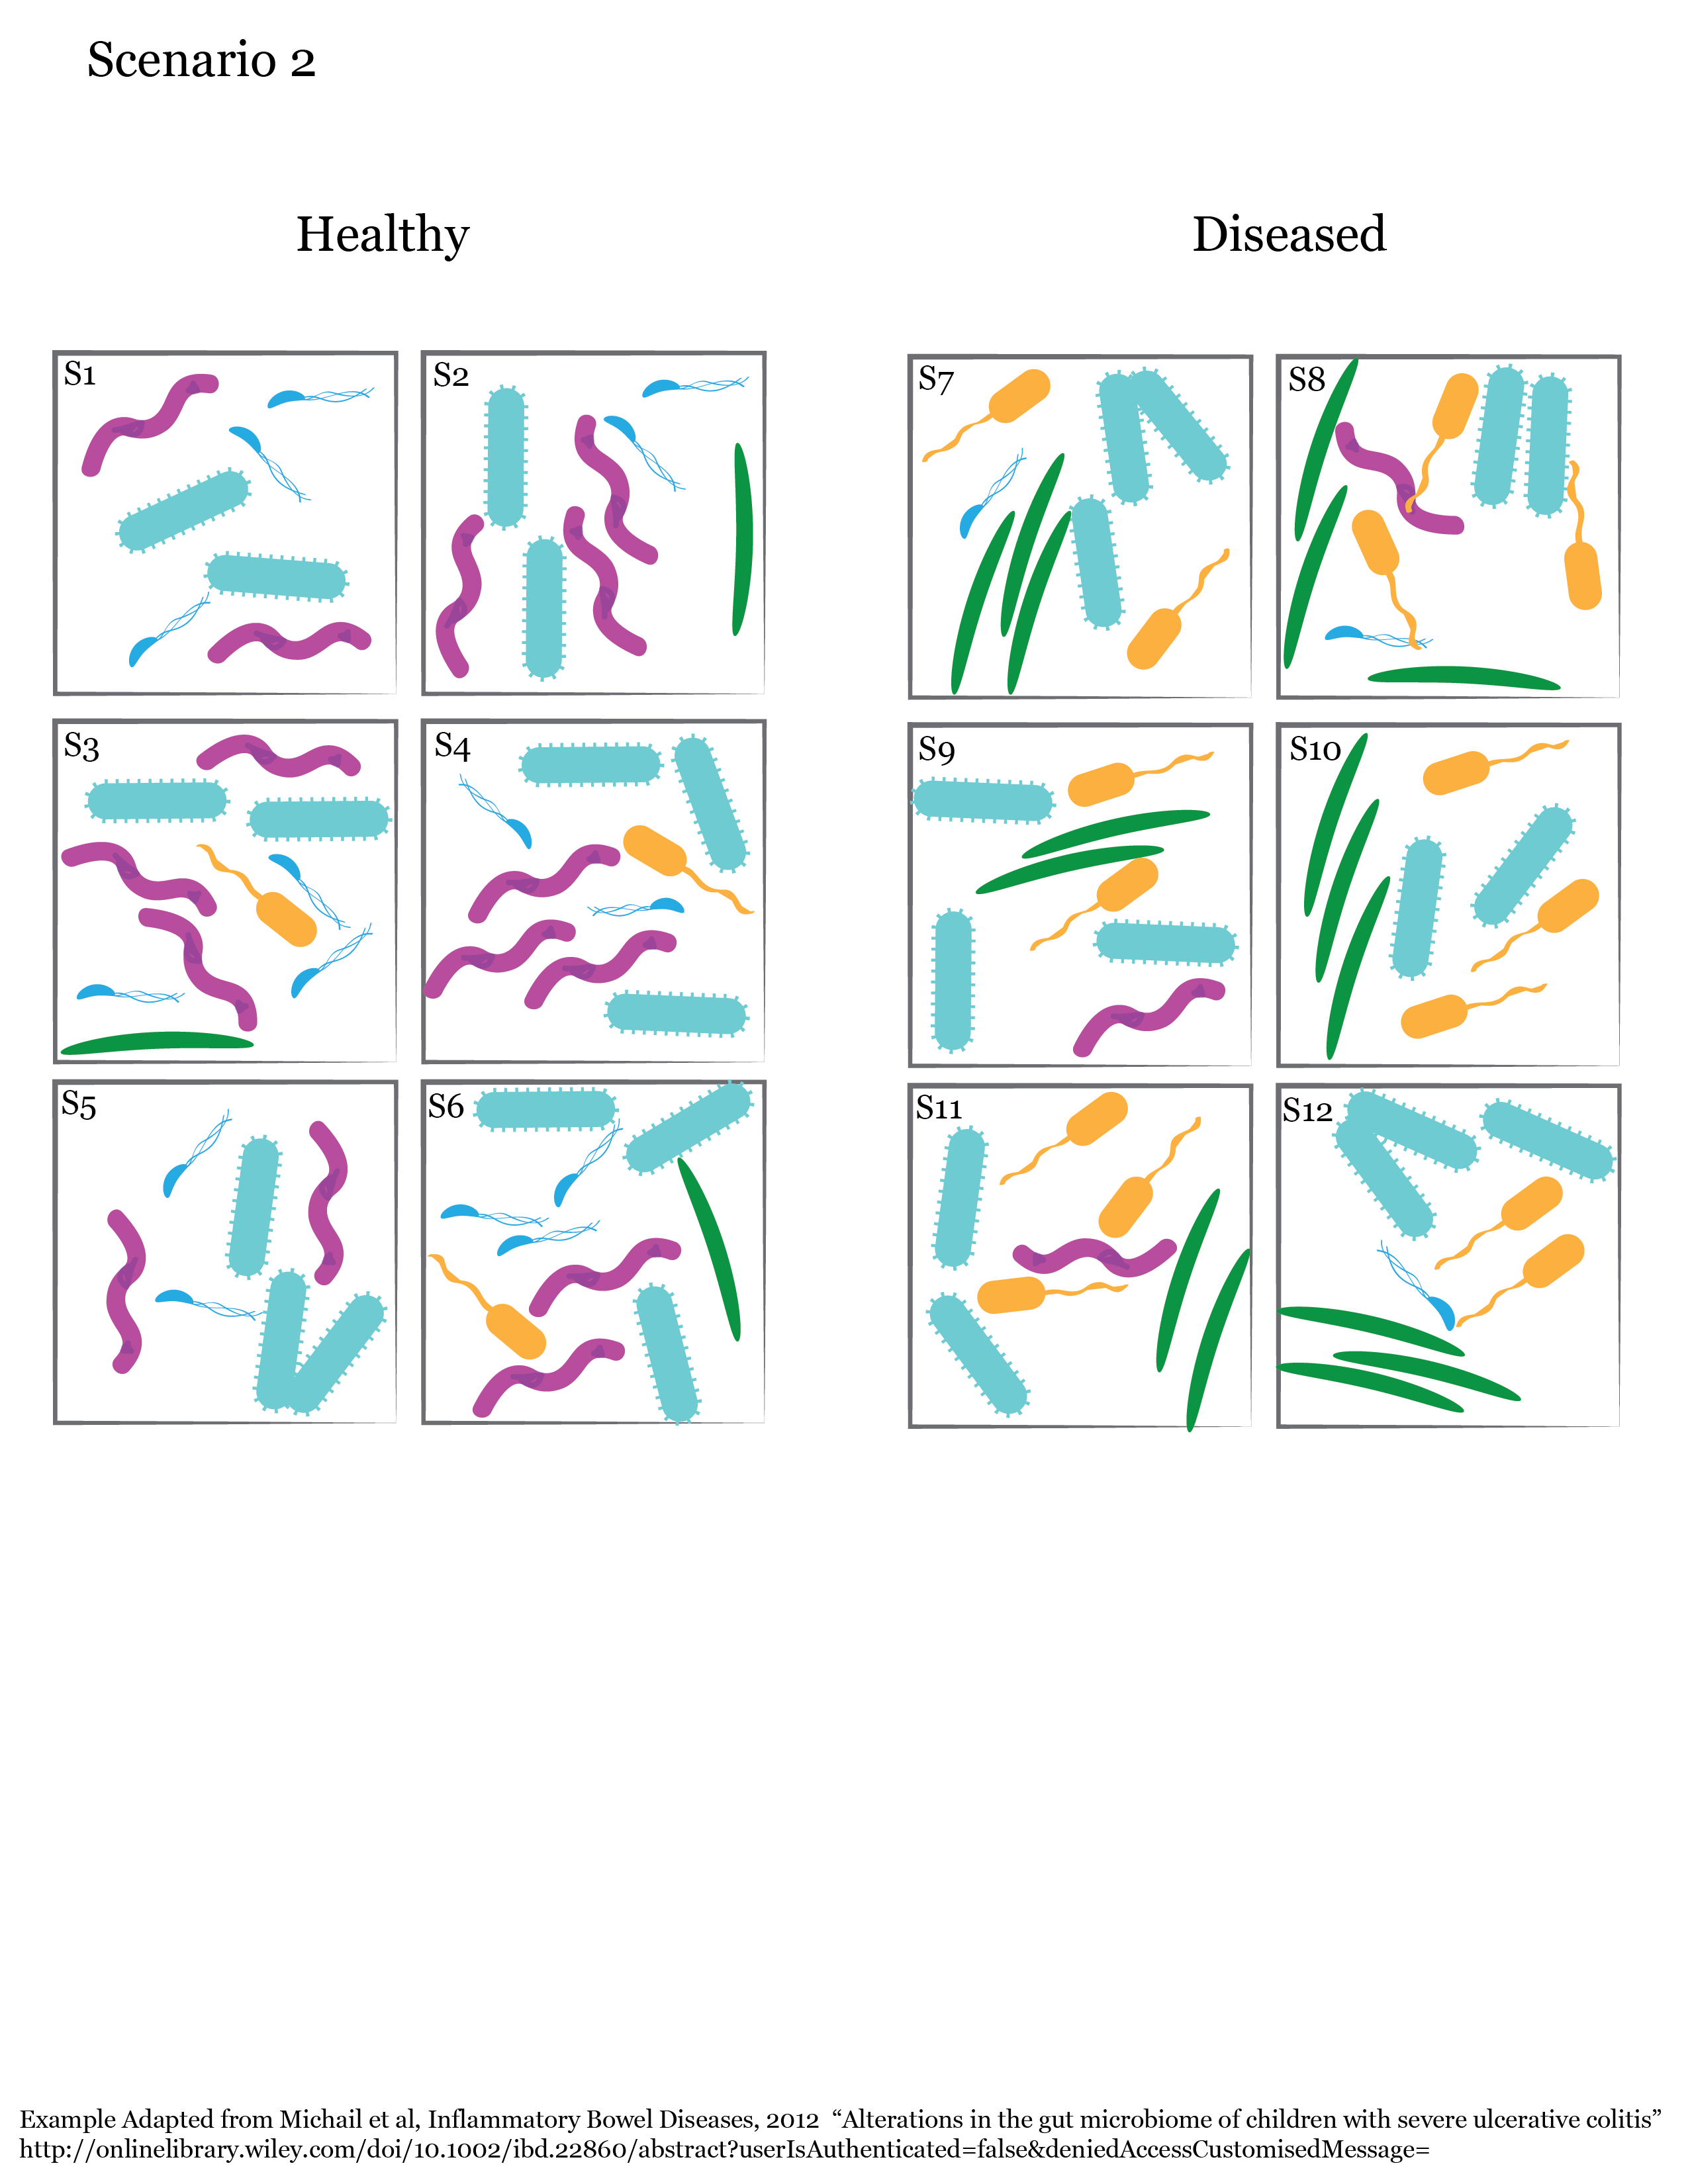 Scenario 2
Healthy
Diseased
S1
S2
S7
S8
S3
S4
S9
S10
S5
S6
S11
S12
Example Adapted from Michail et al, Inflammatory Bowel Diseases, 2012 “Alterations in the gut microbiome of children with severe ulcerative colitis”
http://onlinelibrary.wiley.com/doi/10.1002/ibd.22860/abstract?userIsAuthenticated=false&deniedAccessCustomisedMessage=